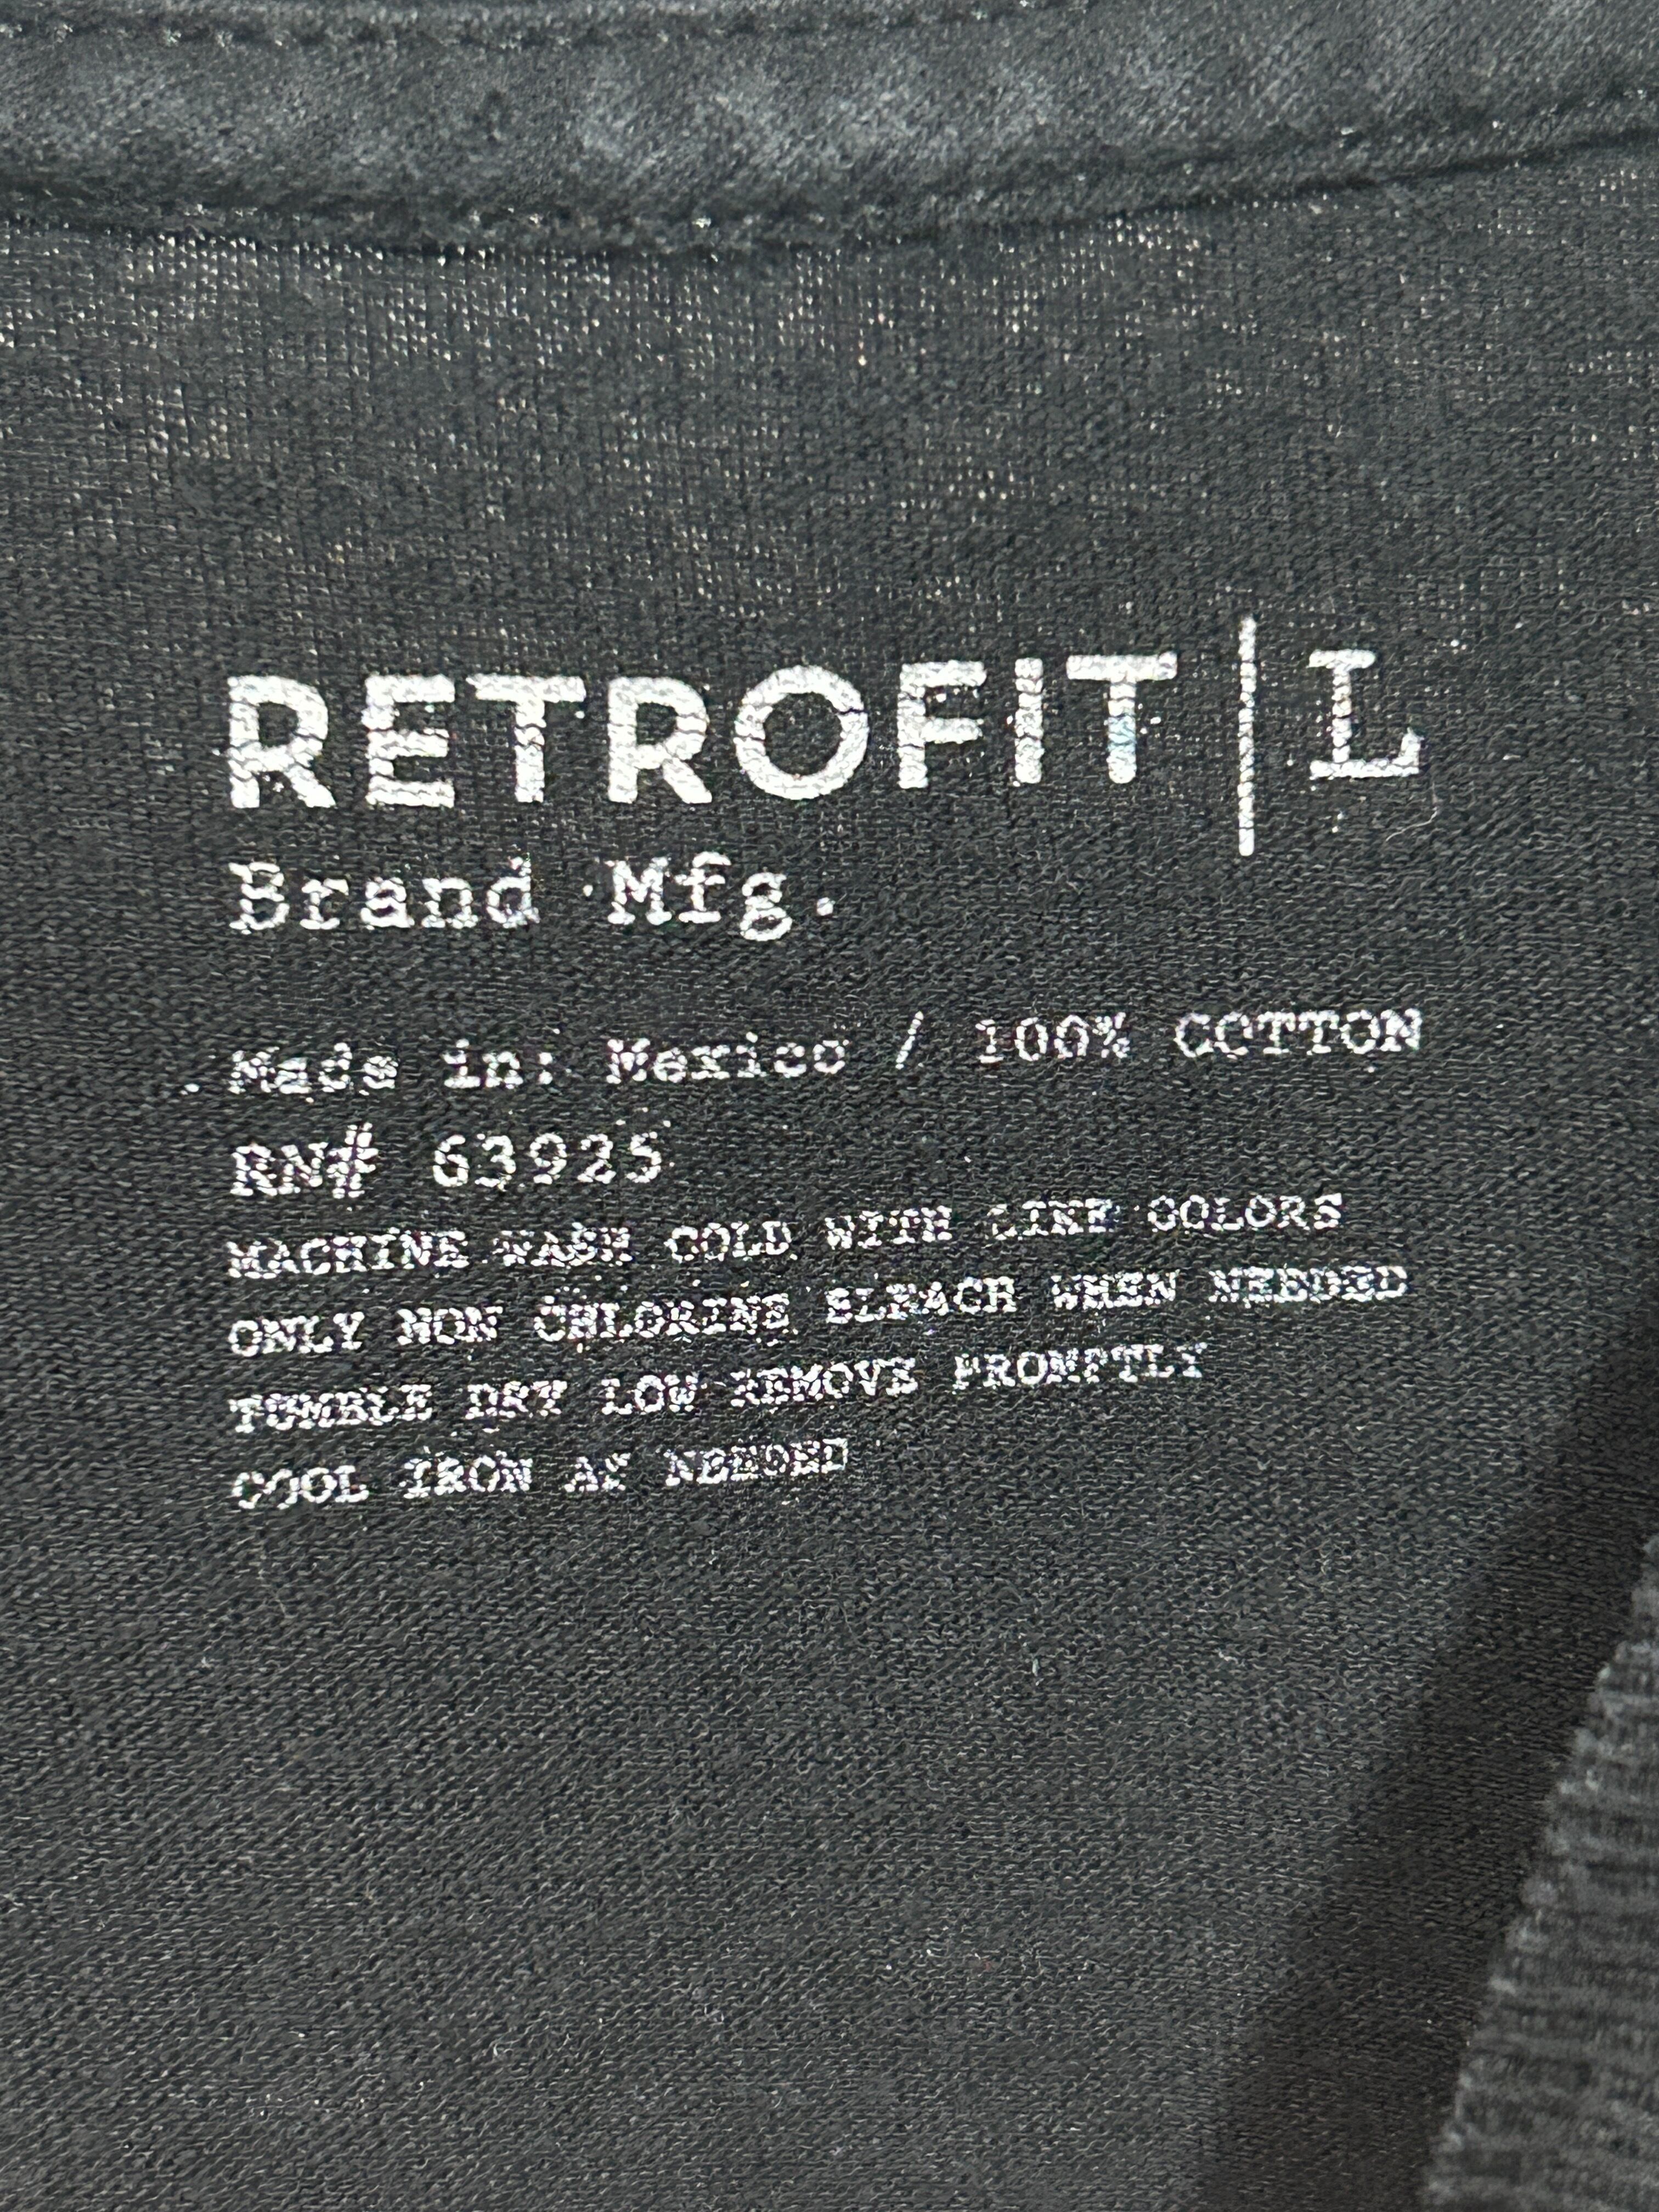 RETROFIT | L
Brand Mfg.
Made in: Mexico / 100% COTTON
RN# 63925
MACHINE WASH COLD WITH LIKE COLORS
ONLY NON CHLORINE BLEACH WHEN NEEDED
TUMBLE DRY LOW REMOVE PROMPTLY
COOL IRON AS NEEDED